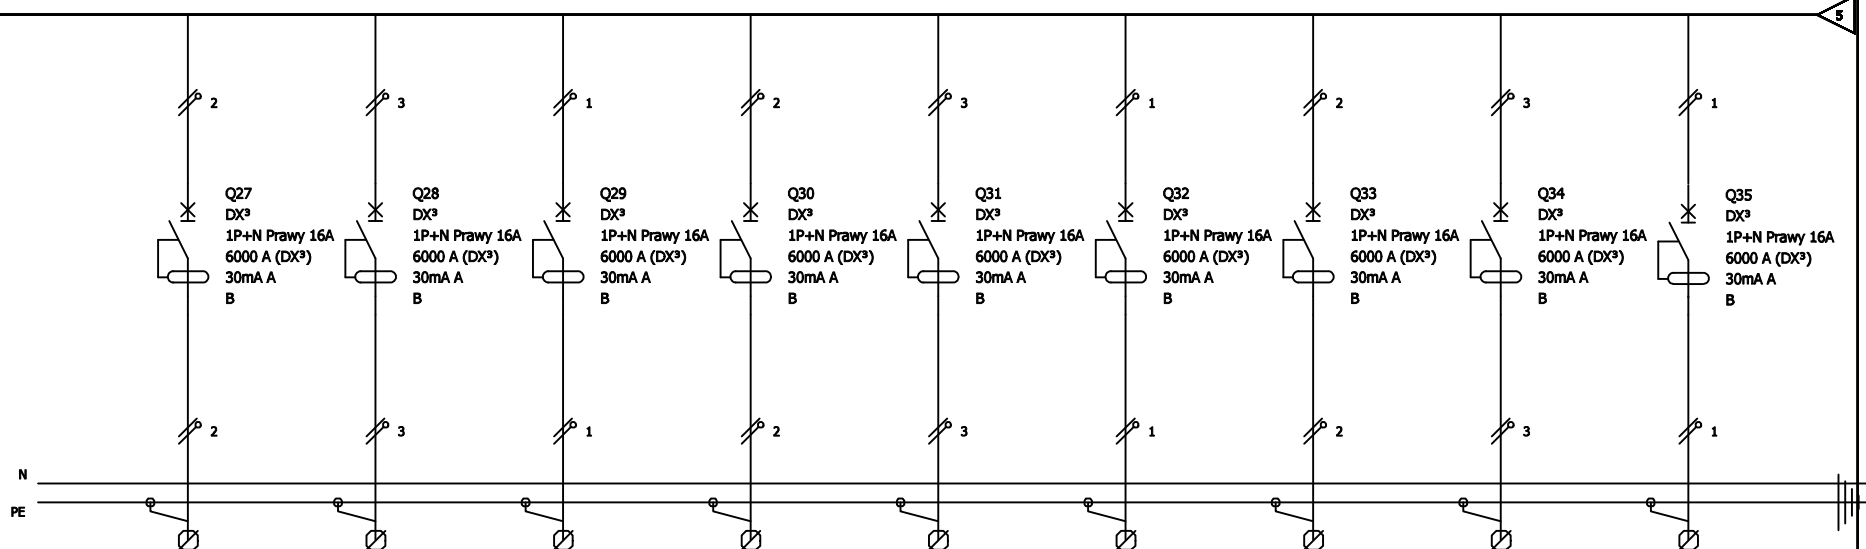 5
2
3
1
2
3
1
2
3
1
Q27
DX³
1P+N Prawy 16A
6000 A (DX³)
30mA A
B
Q28
DX³
1P+N Prawy 16A
6000 A (DX³)
30mA A
B
Q29
DX³
1P+N Prawy 16A
6000 A (DX³)
30mA A
B
Q30
DX³
1P+N Prawy 16A
6000 A (DX³)
30mA A
B
Q31
DX³
1P+N Prawy 16A
6000 A (DX³)
30mA A
B
Q32
DX³
1P+N Prawy 16A
6000 A (DX³)
30mA A
B
Q33
DX³
1P+N Prawy 16A
6000 A (DX³)
30mA A
B
Q34
DX³
1P+N Prawy 16A
6000 A (DX³)
30mA A
B
Q35
DX³
1P+N Prawy 16A
6000 A (DX³)
30mA A
B
2
3
1
2
3
1
2
3
1
N
PE